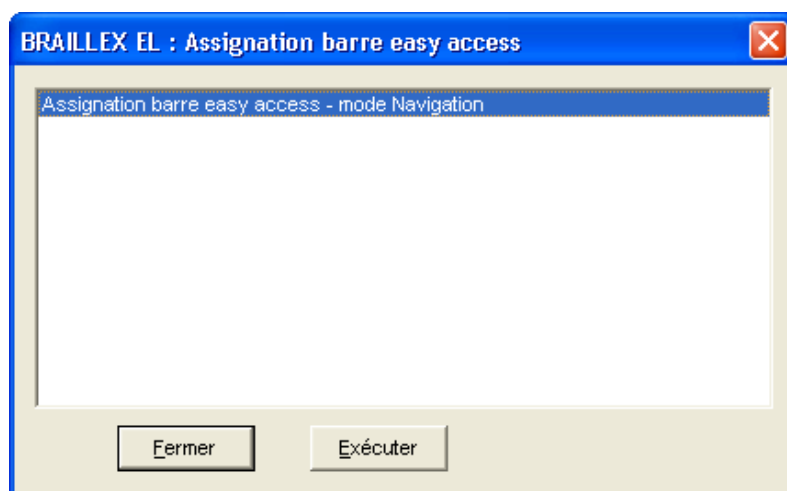 BRAILLEX EL : Assignation barre easy access
Assignation barre easy access - mode Navigation
Fermer Exécuter